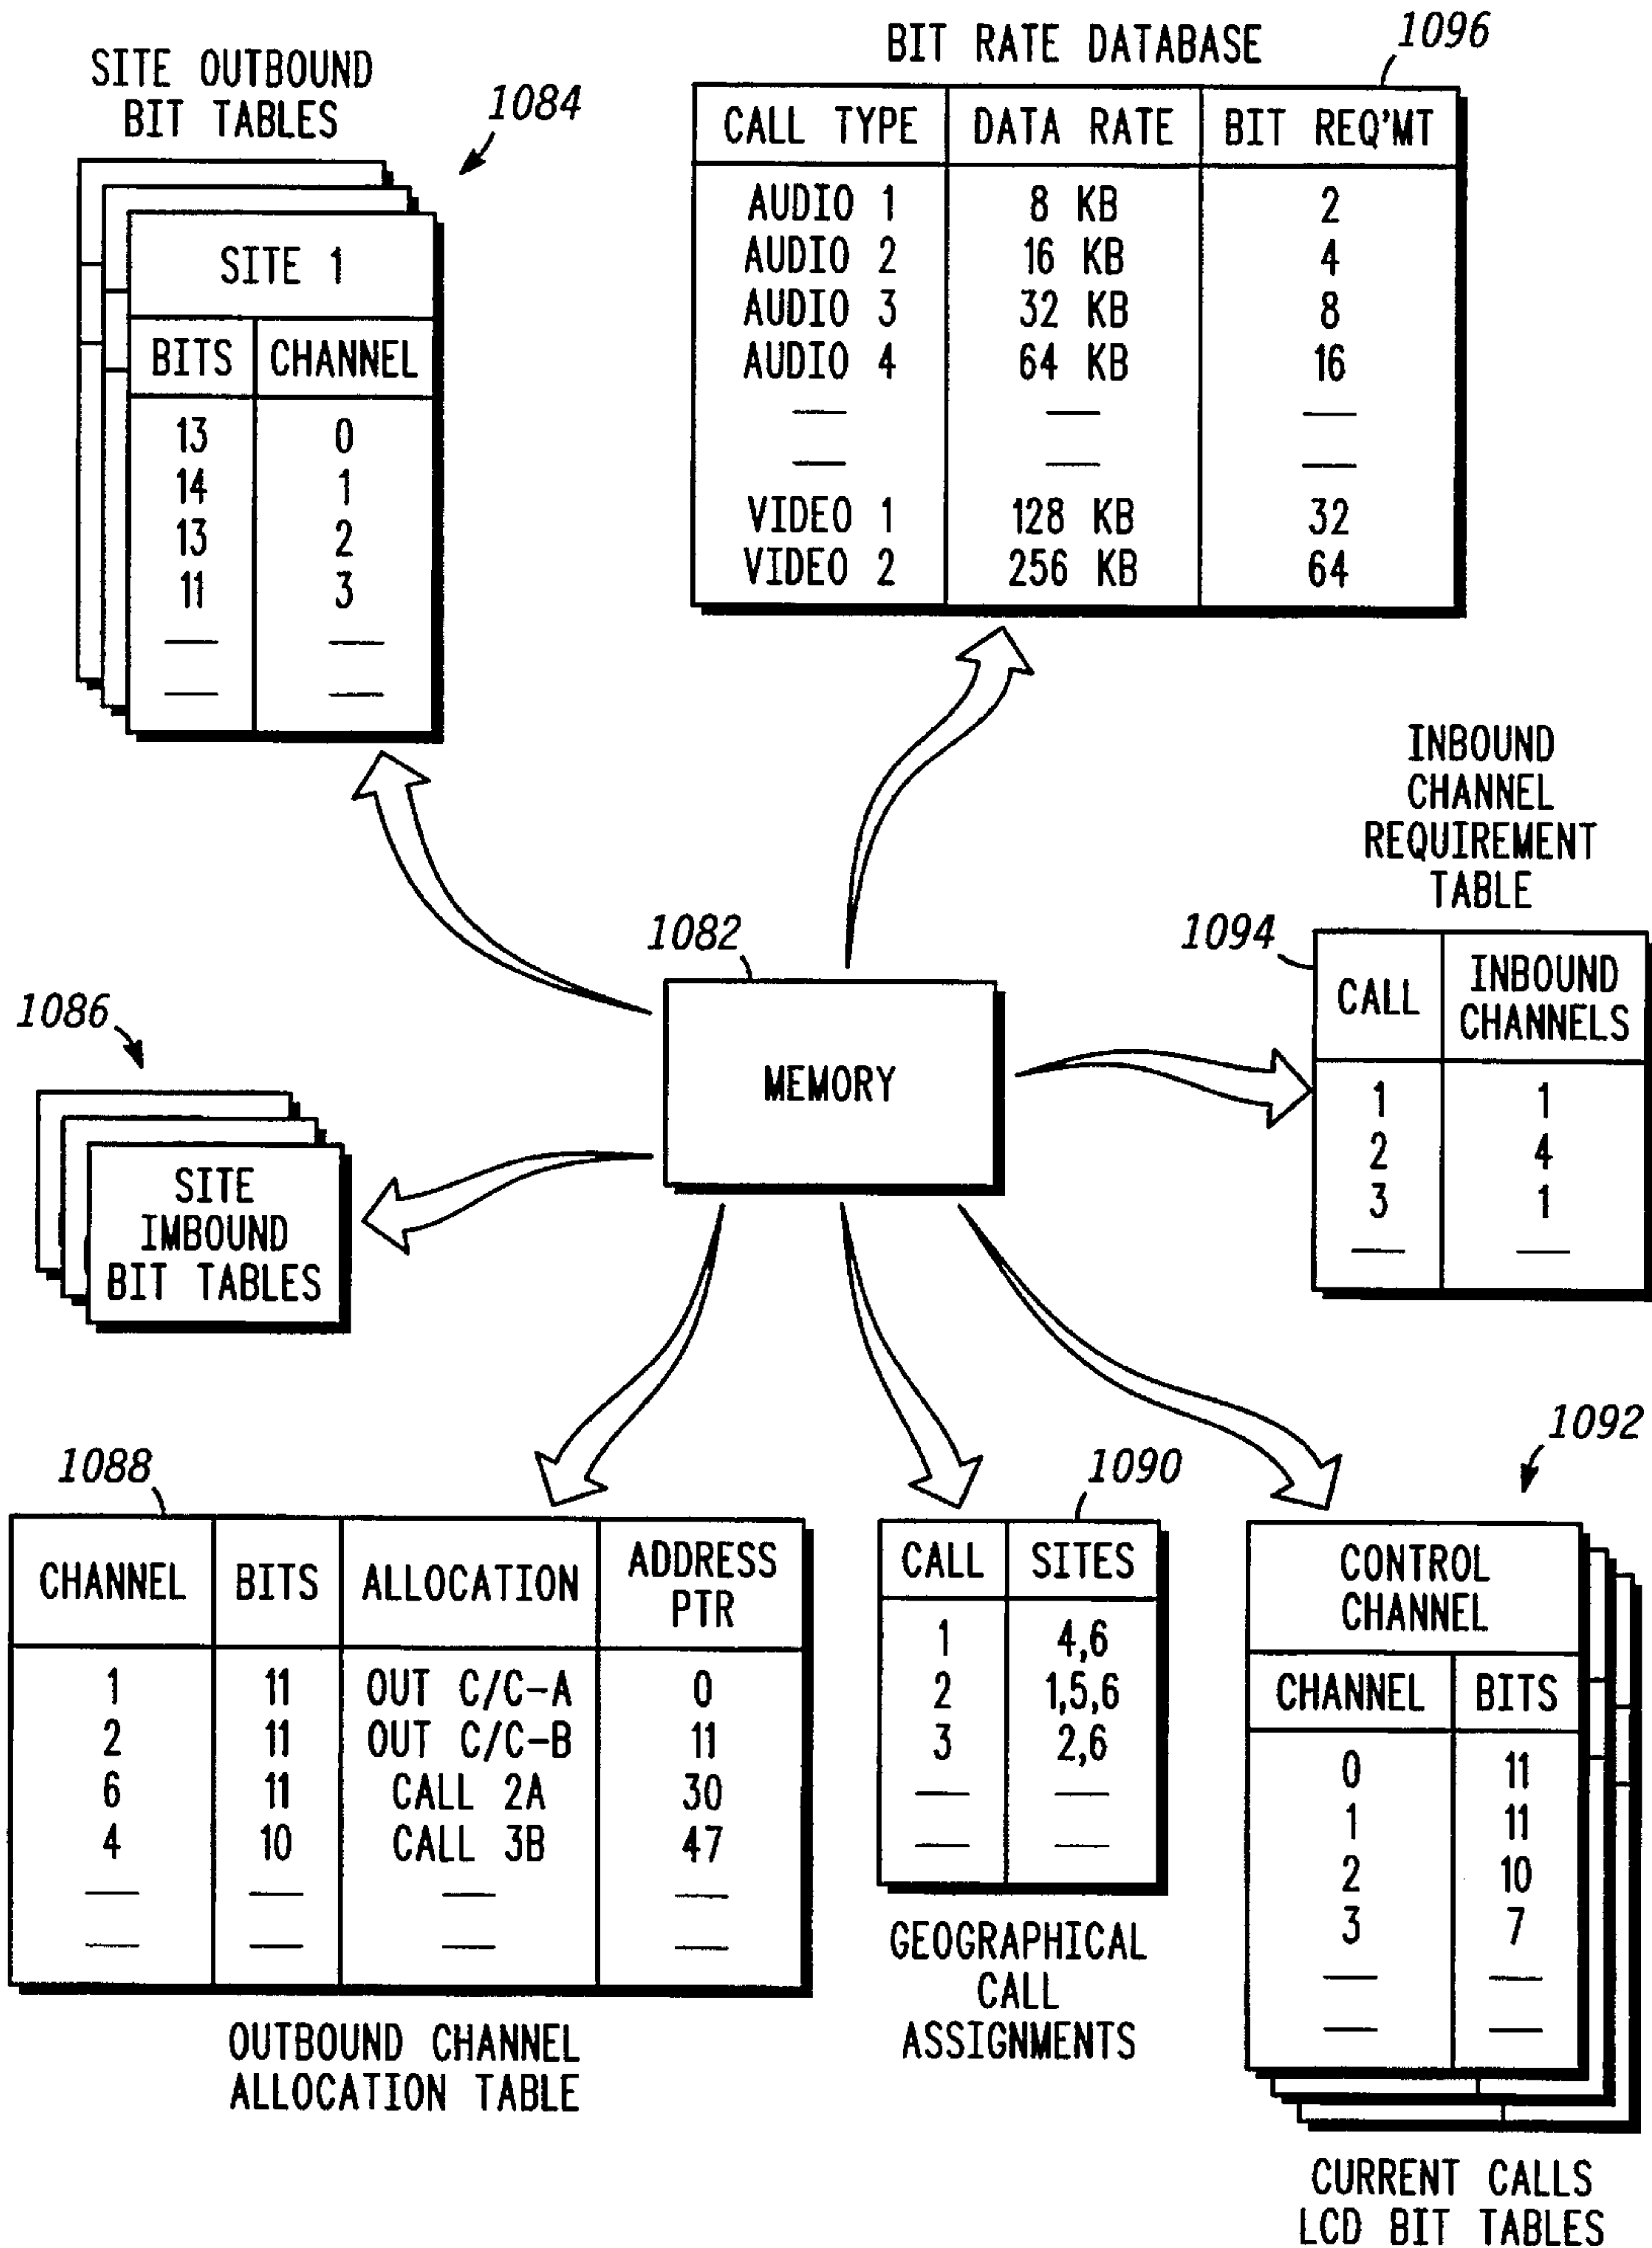 SITE OUTBOUND
BIT TABLES
1084
SITE 1
BITS CHANNEL
13 0
14 1
13 2
11 3
— —
— —
BIT RATE DATABASE
1096
CALL TYPE DATA RATE BIT REQ'MT
AUDIO 1 8 KB 2
AUDIO 2 16 KB 4
AUDIO 3 32 KB 8
AUDIO 4 64 KB 16
— — —
— — —
VIDEO 1 128 KB 32
VIDEO 2 256 KB 64
INBOUND
CHANNEL
REQUIREMENT
TABLE
1094
CALL INBOUND CHANNELS
1 1
2 4
3 1
— —
1082
MEMORY
1086
SITE
IMBOUND
BIT TABLES
1088
CHANNEL BITS ALLOCATION ADDRESS PTR
1 11 OUT C/C-A 0
2 11 OUT C/C-B 11
6 11 CALL 2A 30
4 10 CALL 3B 47
— — — —
— — — —
OUTBOUND CHANNEL
ALLOCATION TABLE
1090
CALL SITES
1 4,6
2 1,5,6
3 2,6
— —
— —
GEOGRAPHICAL
CALL
ASSIGNMENTS
1092
CONTROL
CHANNEL
CHANNEL BITS
0 11
1 11
2 10
3 7
— —
— —
CURRENT CALLS
LCD BIT TABLES